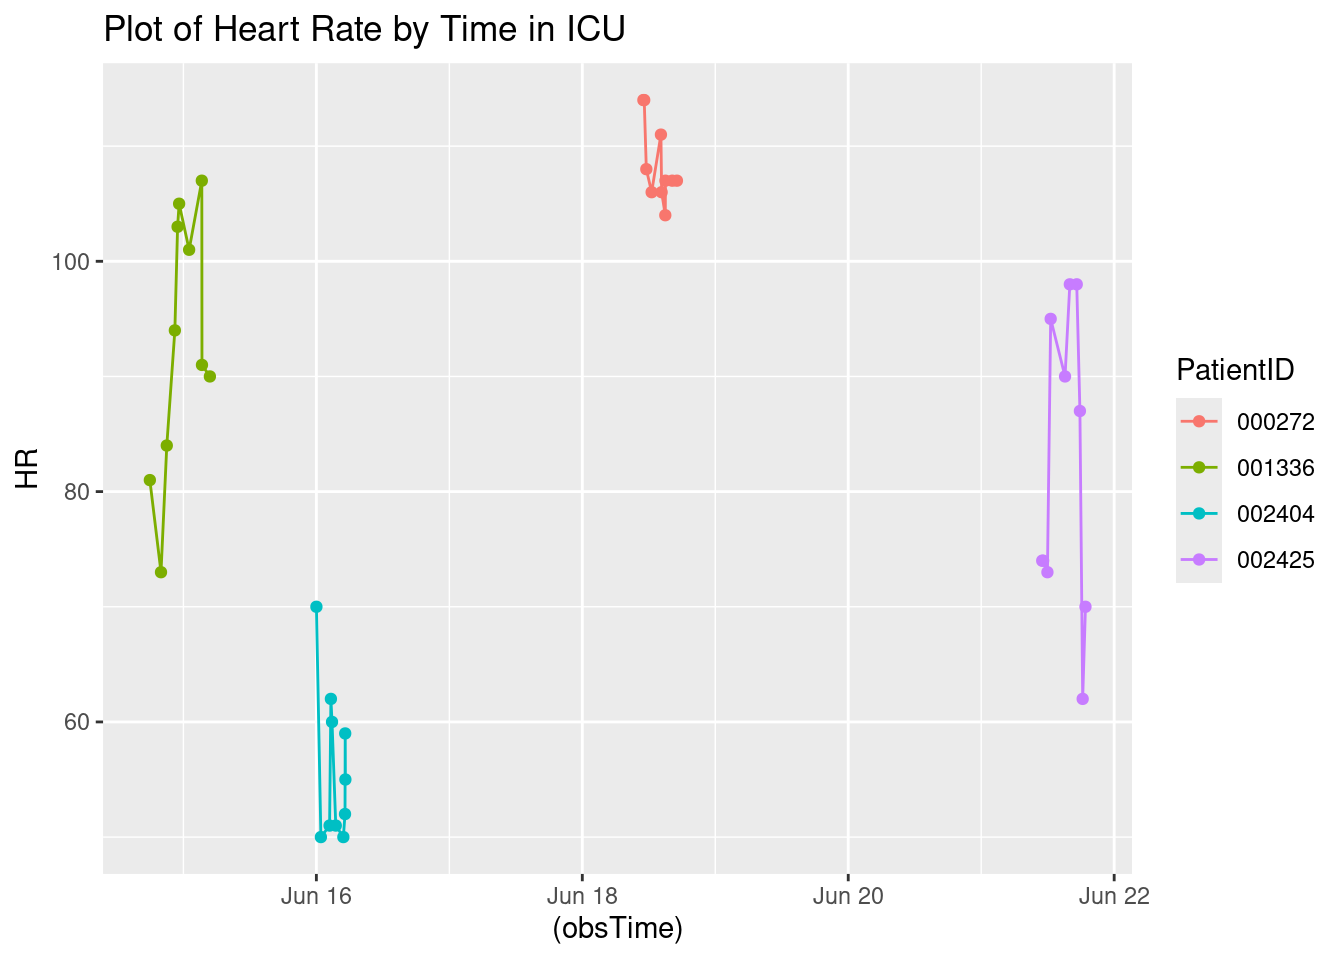 Plot of Heart Rate by Time in ICU
HR
100
80
60
Jun 16
Jun 18
Jun 20
Jun 22
(obsTime)
PatientID
000272
001336
002404
002425